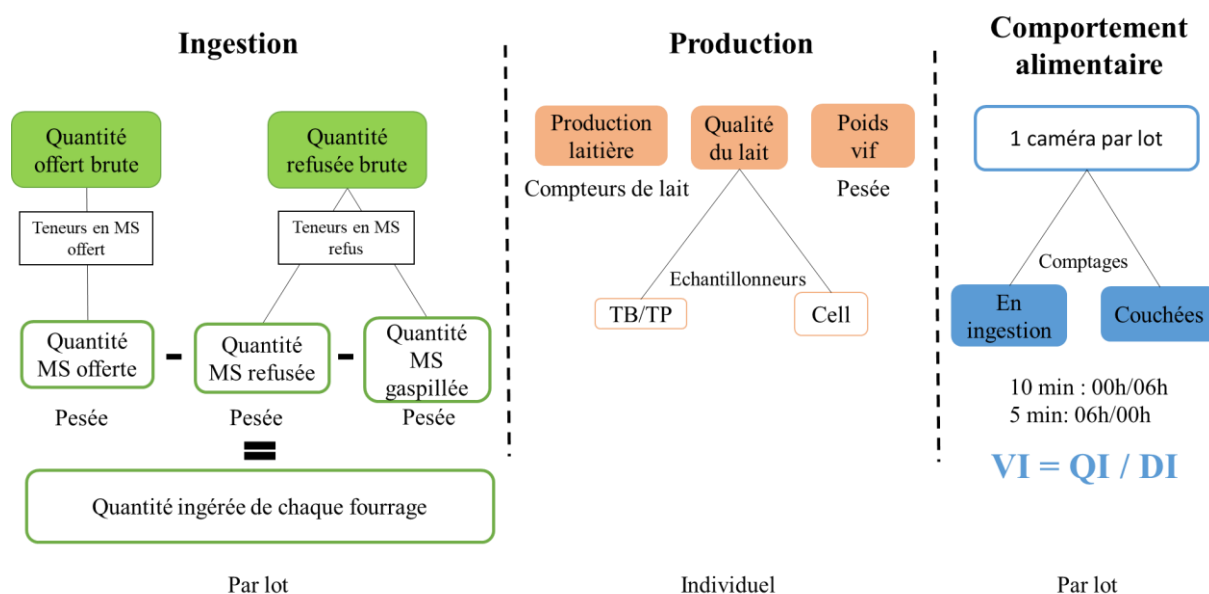 Ingestion
Quantité
offert brute
Quantité
refusée brute
Teneurs en MS
offert
Teneurs en MS
refus
Quantité
MS offerte
-
Quantité
MS refusée
-
Quantité
MS
gaspillée
Pesée
Pesée
Pesée
=
Quantité ingérée de chaque fourrage
Par lot
Production
Production
laitière
Qualité
du lait
Poids
vif
Compteurs de lait
Pesée
Echantillonneurs
TB/TP
Cell
Individuel
Comportement
alimentaire
1 caméra par lot
Comptages
En
ingestion
Couchées
10 min : 00h/06h
5 min: 06h/00h
VI = QI / DI
Par lot